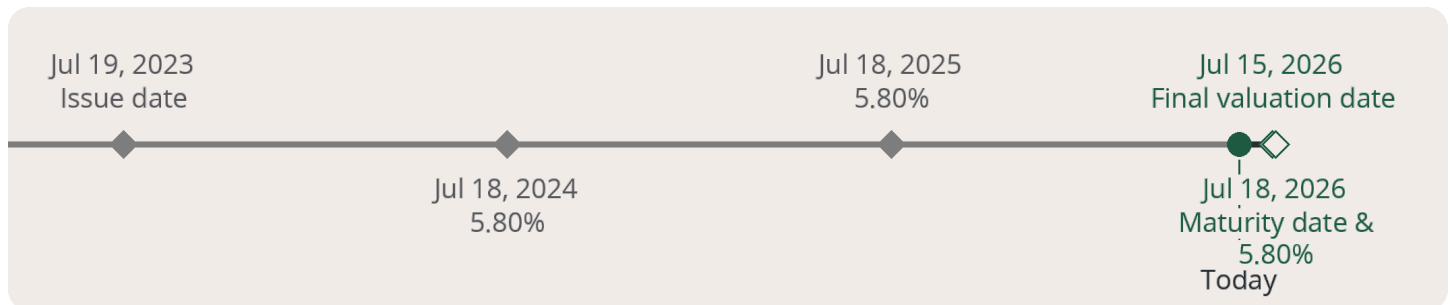 Jul 19, 2023
Issue date
Jul 18, 2025
5.80%
Jul 15, 2026
Final valuation date
Jul 18, 2024
5.80%
Jul 18, 2026
Maturity date &
5.80%
Today